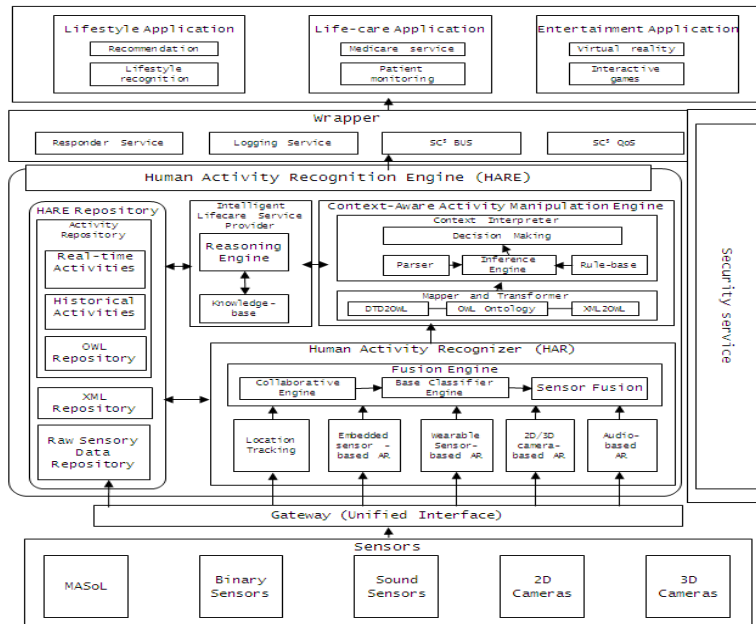 Lifestyle Application
Recommendation
Lifestyle
recognition
Life-care Application
Medicare service
Patient
monitoring
Entertainment Application
Virtual reality
Interactive
games
Wrapper
Responder Service
Logging Service
SC³ BUS
SC³ QoS
Security service
Human Activity Recognition Engine (HARE)
HARE Repository
Activity
Repository
Real-time
Activities
Historical
Activities
OWL
Repository
XML
Repository
Raw Sensory
Data
Repository
Intelligent
Lifecare Service
Provider
Reasoning
Engine
Knowledge-
base
Context-Aware Activity Manipulation Engine
Context Interpreter
Decision Making
Parser
Inference
Engine
Rule-base
Mapper and Transformer
DTD2OWL
OWL Ontology
XML2OWL
Human Activity Recognizer (HAR)
Fusion Engine
Collaborative
Engine
Base Classifier
Engine
Sensor Fusion
Location
Tracking
Embedded
sensor -
based AR
Wearable
Sensor-
based AR
2D/3D
camera-
based AR
Audio-
based AR
Gateway (Unified Interface)
Sensors
MASoL
Binary
Sensors
Sound
Sensors
2D
Cameras
3D
Cameras